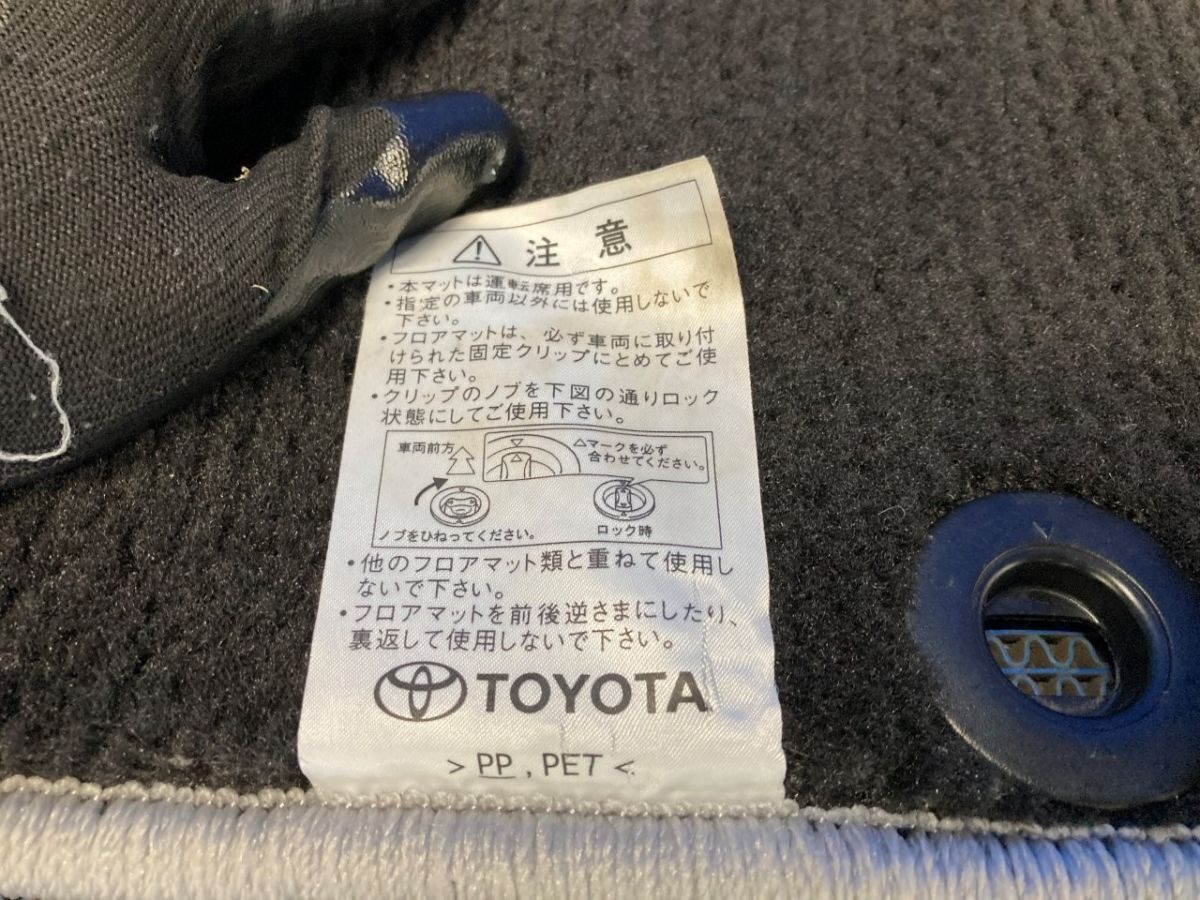 注意
・本マットは運転席用です。
・指定の車両以外には使用しないで
下さい。
・フロアマットは、必ず車両に取り付
けられた固定クリップにとめてご使
用下さい。
・クリップのノブを下図の通りロック
状態にしてご使用下さい。
車両前方
△マークを必ず
合わせてください。
ノブをひねってください。
ロック時
・他のフロアマット類と重ねて使用し
ないで下さい。
・フロアマットを前後逆さまにしたり、
裏返して使用しないで下さい。
TOYOTA
>PP,PET<